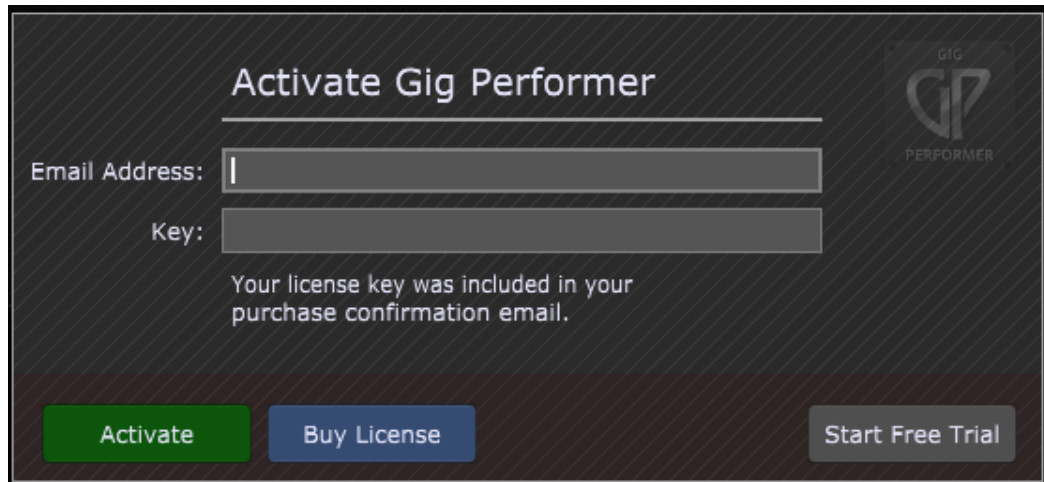 Activate Gig Performer
GIG
GP
PERFORMER
Email Address:
Key:
Your license key was included in your
purchase confirmation email.
Activate
Buy License
Start Free Trial